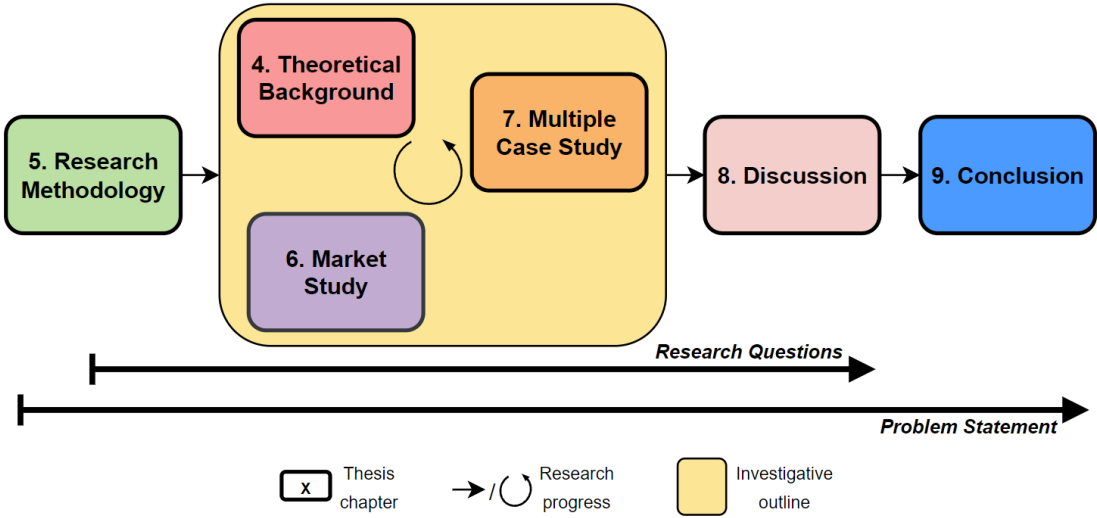 4. Theoretical
Background
7. Multiple
Case Study
5. Research
Methodology
8. Discussion
9. Conclusion
6. Market
Study
Research Questions
Problem Statement
X
Thesis
chapter
/
Research
progress
Investigative
outline